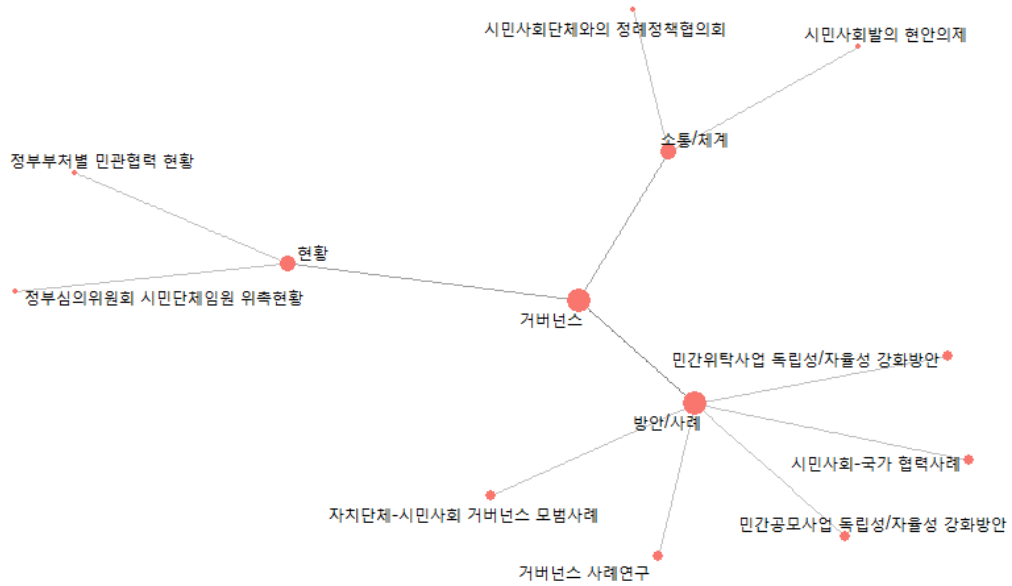 시민사회단체와의 정례정책협의회
시민사회발의 현안의제
소통/체계
정부부처별 민관협력 현황
현황
정부심의위원회 시민단체임원 위촉현황
거버넌스
민간위탁사업 독립성/자율성 강화방안
방안/사례
시민사회-국가 협력사례
자치단체-시민사회 거버넌스 모범사례
민간공모사업 독립성/자율성 강화방안
거버넌스 사례연구